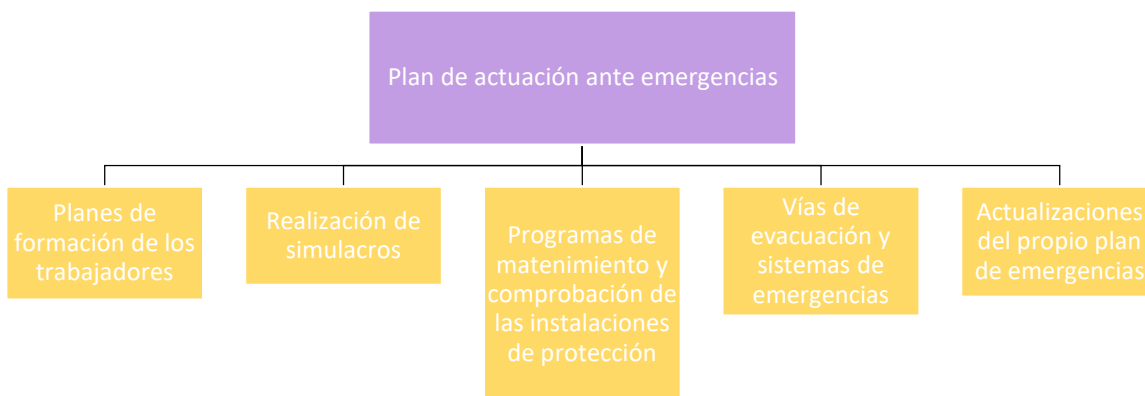 Plan de actuación ante emergencias
Planes de
formación de los
trabajadores
Realización de
simulacros
Programas de
matenimiento y
comprobación de
las instalaciones
de protección
Vías de
evacuación y
sistemas de
emergencias
Actualizaciones
del propio plan
de emergencias